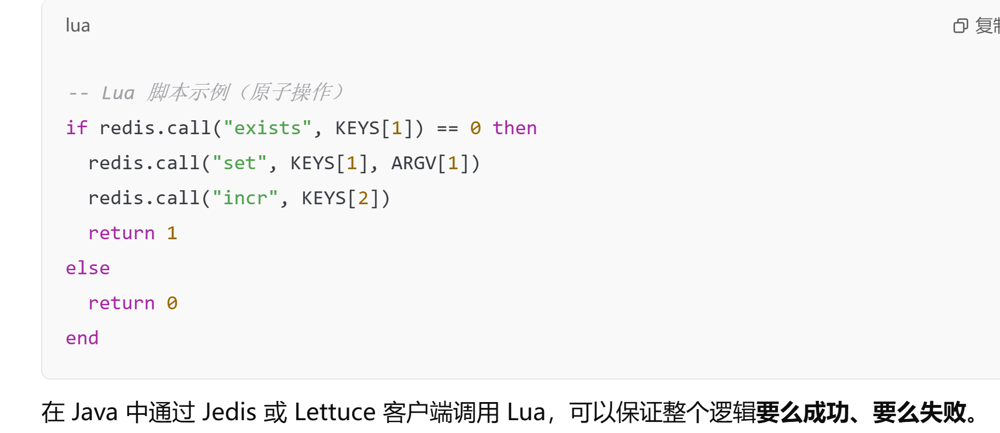 lua
复制
-- Lua 脚本示例（原子操作）
if redis.call("exists", KEYS[1]) == 0 then
  redis.call("set", KEYS[1], ARGV[1])
  redis.call("incr", KEYS[2])
  return 1
else
  return 0
end
在 Java 中通过 Jedis 或 Lettuce 客户端调用 Lua，可以保证整个逻辑要么成功、要么失败。